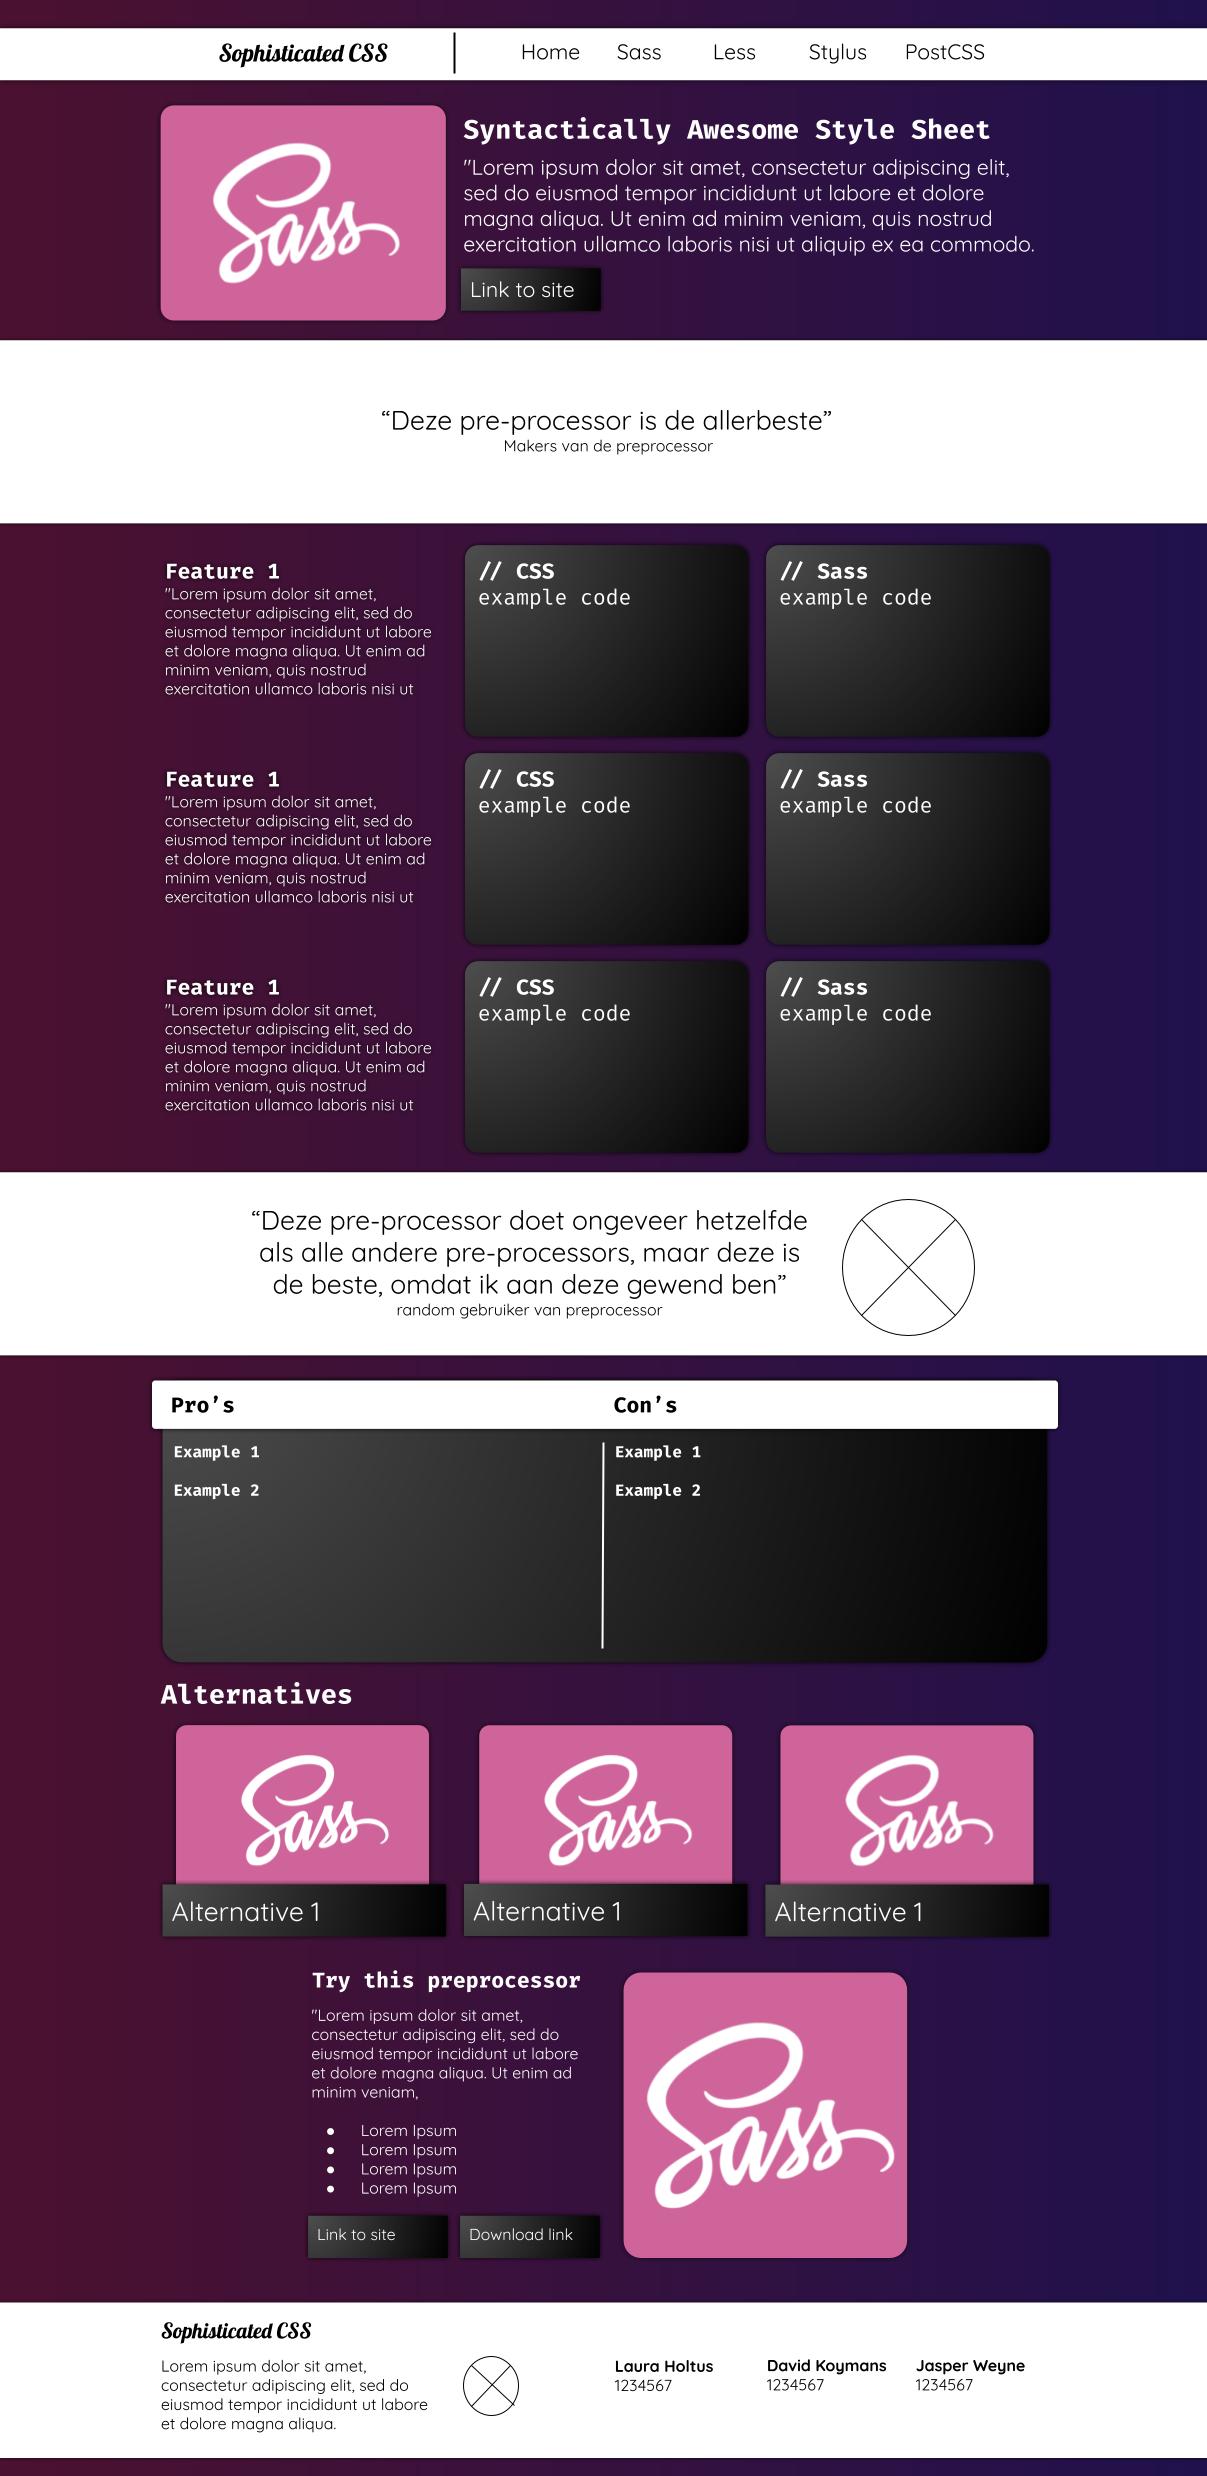 Sophisticated CSS
Home Sass Less Stylus PostCSS
Sass
Syntactically Awesome Style Sheet
"Lorem ipsum dolor sit amet, consectetur adipiscing elit,
sed do eiusmod tempor incididunt ut labore et dolore
magna aliqua. Ut enim ad minim veniam, quis nostrud
exercitation ullamco laboris nisi ut aliquip ex ea commodo.
Link to site
“Deze pre-processor is de allerbeste”
Makers van de preprocessor
Feature 1
"Lorem ipsum dolor sit amet,
consectetur adipiscing elit, sed do
eiusmod tempor incididunt ut labore
et dolore magna aliqua. Ut enim ad
minim veniam, quis nostrud
exercitation ullamco laboris nisi ut
// CSS
example code
// Sass
example code
Feature 1
"Lorem ipsum dolor sit amet,
consectetur adipiscing elit, sed do
eiusmod tempor incididunt ut labore
et dolore magna aliqua. Ut enim ad
minim veniam, quis nostrud
exercitation ullamco laboris nisi ut
// CSS
example code
// Sass
example code
Feature 1
"Lorem ipsum dolor sit amet,
consectetur adipiscing elit, sed do
eiusmod tempor incididunt ut labore
et dolore magna aliqua. Ut enim ad
minim veniam, quis nostrud
exercitation ullamco laboris nisi ut
// CSS
example code
// Sass
example code
“Deze pre-processor doet ongeveer hetzelfde
als alle andere pre-processors, maar deze is
de beste, omdat ik aan deze gewend ben”
random gebruiker van preprocessor
Pro’s
Con’s
Example 1
Example 2
Example 1
Example 2
Alternatives
Sass
Alternative 1
Sass
Alternative 1
Sass
Alternative 1
Try this preprocessor
"Lorem ipsum dolor sit amet,
consectetur adipiscing elit, sed do
eiusmod tempor incididunt ut labore
et dolore magna aliqua. Ut enim ad
minim veniam,
● Lorem Ipsum
● Lorem Ipsum
● Lorem Ipsum
● Lorem Ipsum
Link to site
Download link
Sass
Sophisticated CSS
Lorem ipsum dolor sit amet,
consectetur adipiscing elit, sed do
eiusmod tempor incididunt ut labore
et dolore magna aliqua.
Laura Holtus
1234567
David Koymans
1234567
Jasper Weyne
1234567